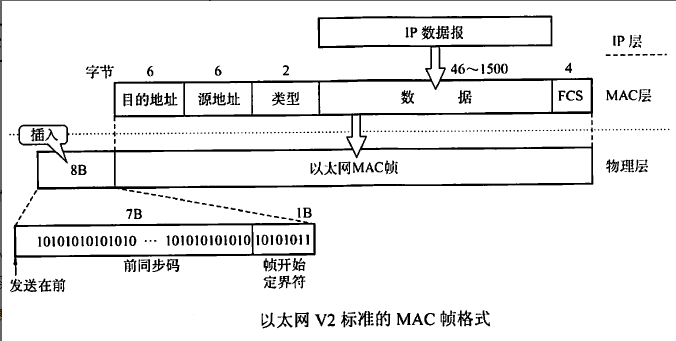 IP 数据报
IP 层
字节 6 6 2 46～1500 4
目的地址 源地址 类型 数 据 FCS MAC层
插入
8B 以太网MAC帧 物理层
7B 1B
10101010101010 … 101010101010 10101011
前同步码 帧开始
定界符
发送在前
以太网 V2 标准的 MAC 帧格式